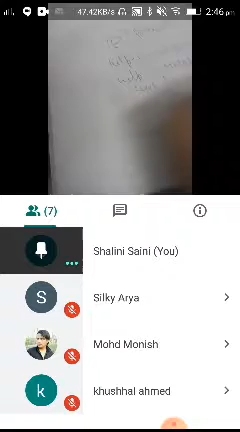 47.42KB/s 2:46 pm
(7)
Shalini Saini (You)
S Silky Arya
Mohd Monish
k khushhal ahmed